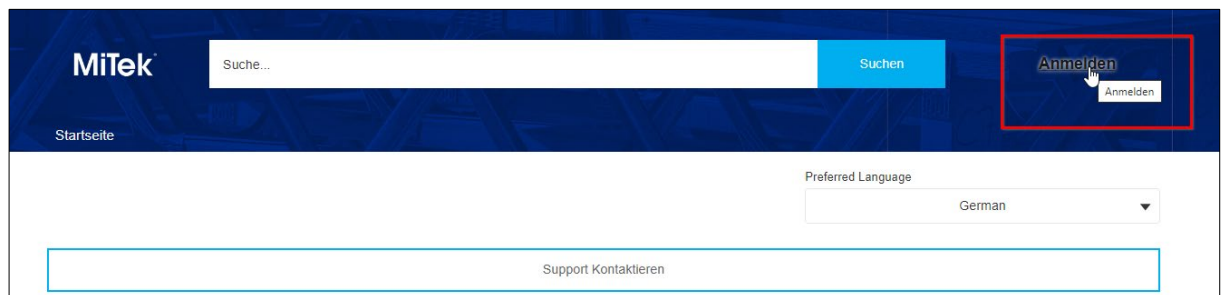 MiTek
Suche...
Suchen
Anmelden
Anmelden
Startseite
Preferred Language
German
Support Kontaktieren